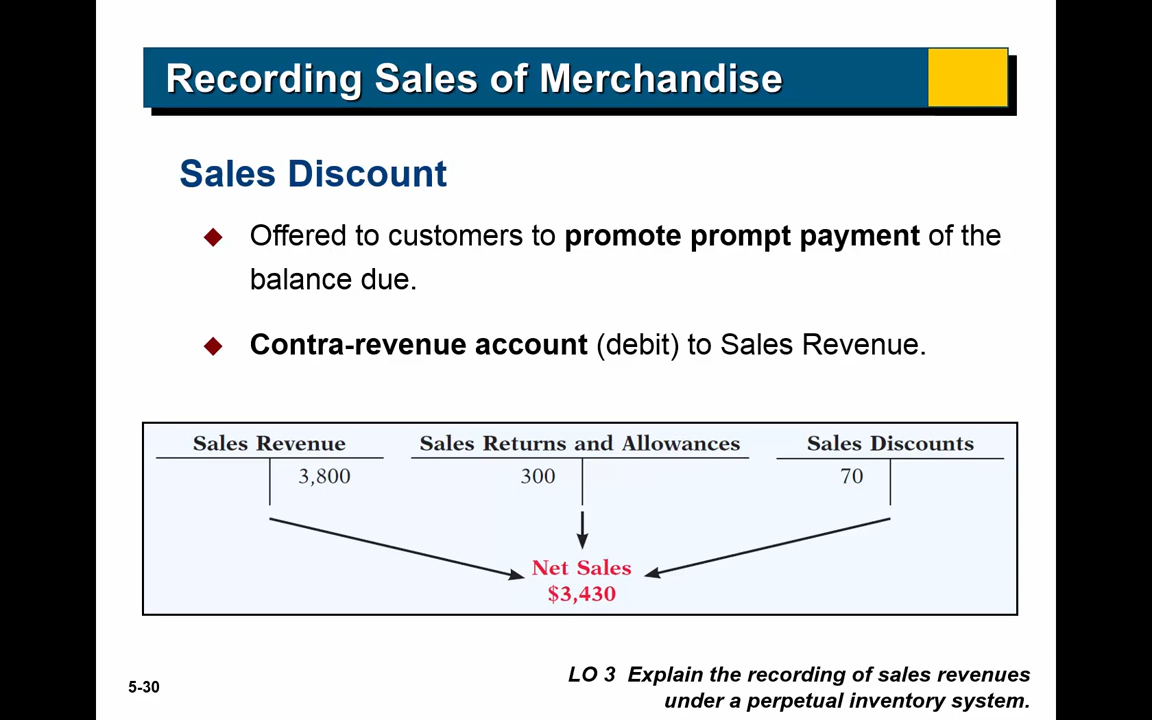 Recording Sales of Merchandise
Sales Discount
Offered to customers to promote prompt payment of the
balance due.
Contra-revenue account (debit) to Sales Revenue.
Sales Revenue Sales Returns and Allowances Sales Discounts
3,800 300 70
Net Sales
$3,430
LO 3 Explain the recording of sales revenues
under a perpetual inventory system.
5-30